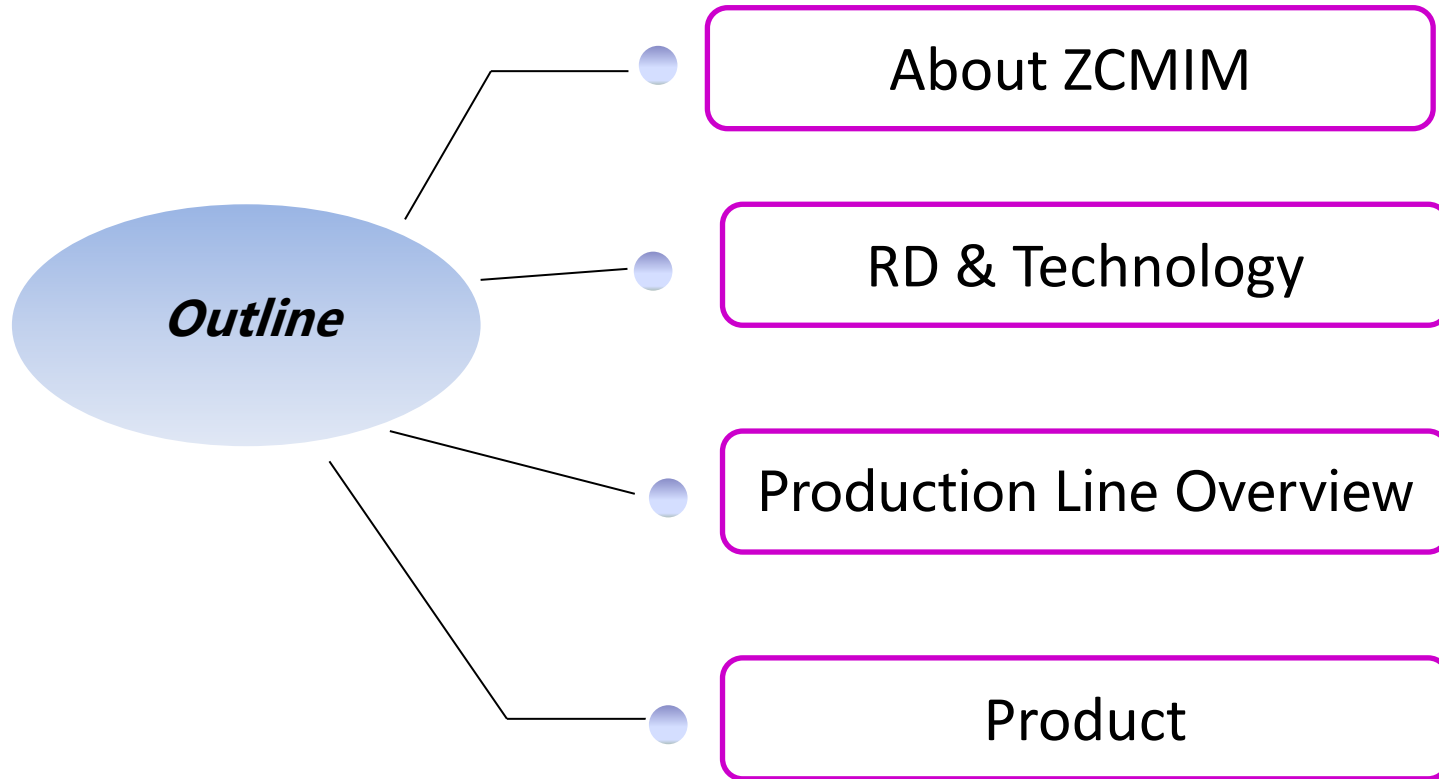 Outline
About ZCMIM
RD & Technology
Production Line Overview
Product